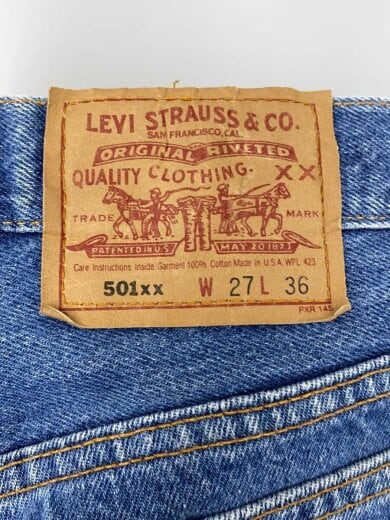 LEVI STRAUSS & CO.
SAN FRANCISCO, CAL.
ORIGINAL RIVETED
QUALITY CLOTHING. XX
TRADE MARK
PATENTED IN U.S. MAY 20 1873
Care Instructions Inside Garment 100% Cotton.Made in U.S.A. WPL 423
501xx W 27 L 36
PXR 145